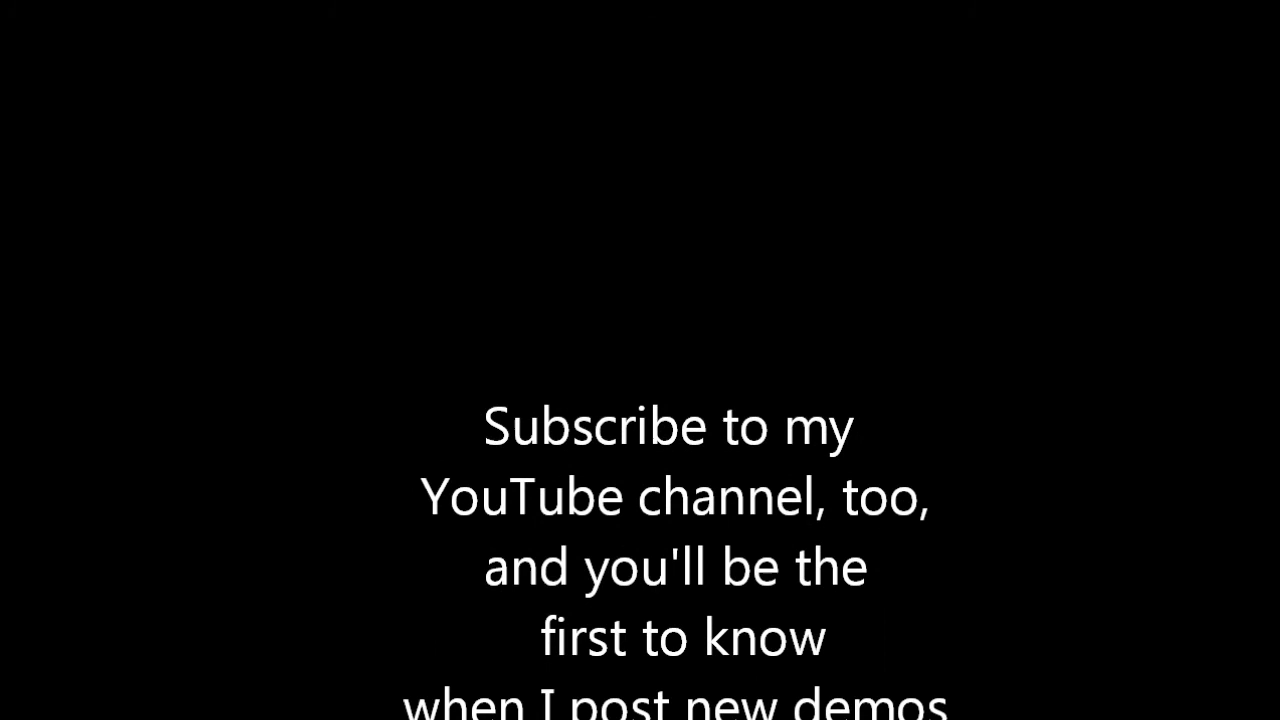 Subscribe to my
YouTube channel, too,
and you'll be the
first to know
when I post new demos